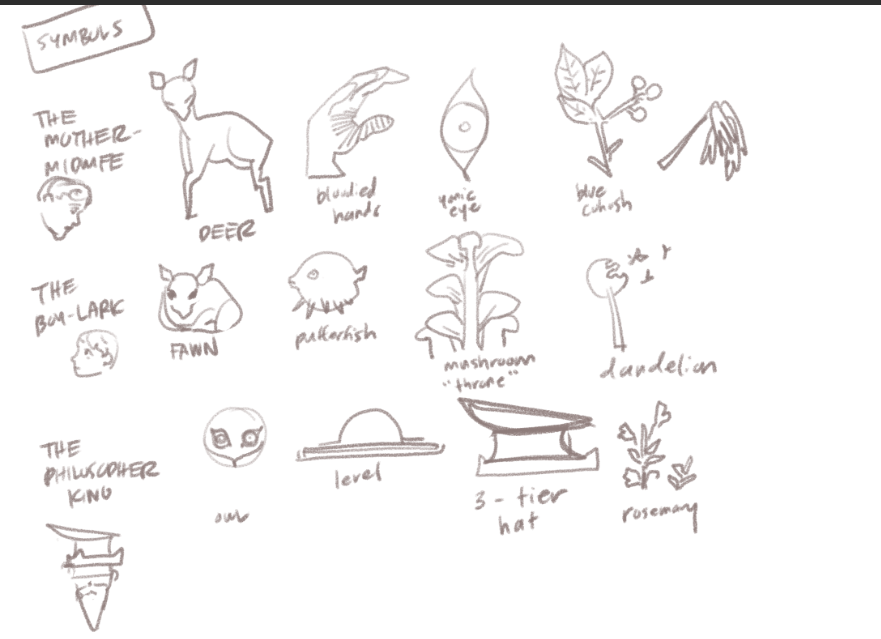 SYMBOLS
THE
MOTHER-
MIDWIFE
DEER
bloodied
hands
yonic
eye
blue
cohosh
THE
BOY-LARK
FAWN
pufferfish
mushroom
"throne"
dandelion
THE
PHILOSOPHER
KING
owl
level
3-tier
hat
rosemary